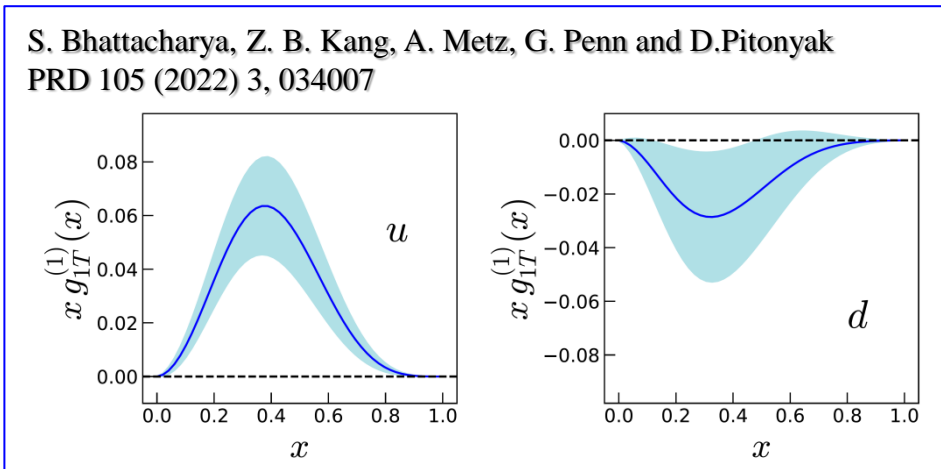 S. Bhattacharya, Z. B. Kang, A. Metz, G. Penn and D.Pitonyak
PRD 105 (2022) 3, 034007
x g_{1T}^{(1)}(x)
0.08
0.06
0.04
0.02
0.00
u
0.0 0.2 0.4 0.6 0.8 1.0
x
x g_{1T}^{(1)}(x)
0.00
−0.02
−0.04
−0.06
−0.08
d
0.0 0.2 0.4 0.6 0.8 1.0
x